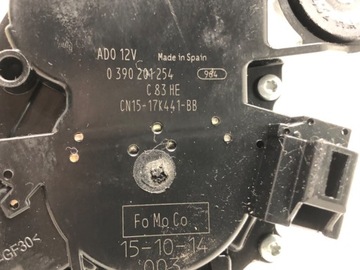 ADO 12V Made in Spain
0 390 201 254 984
C 83 HE
CN15-17K441-BB
FoMoCo
-GF30<
15-10-14
003